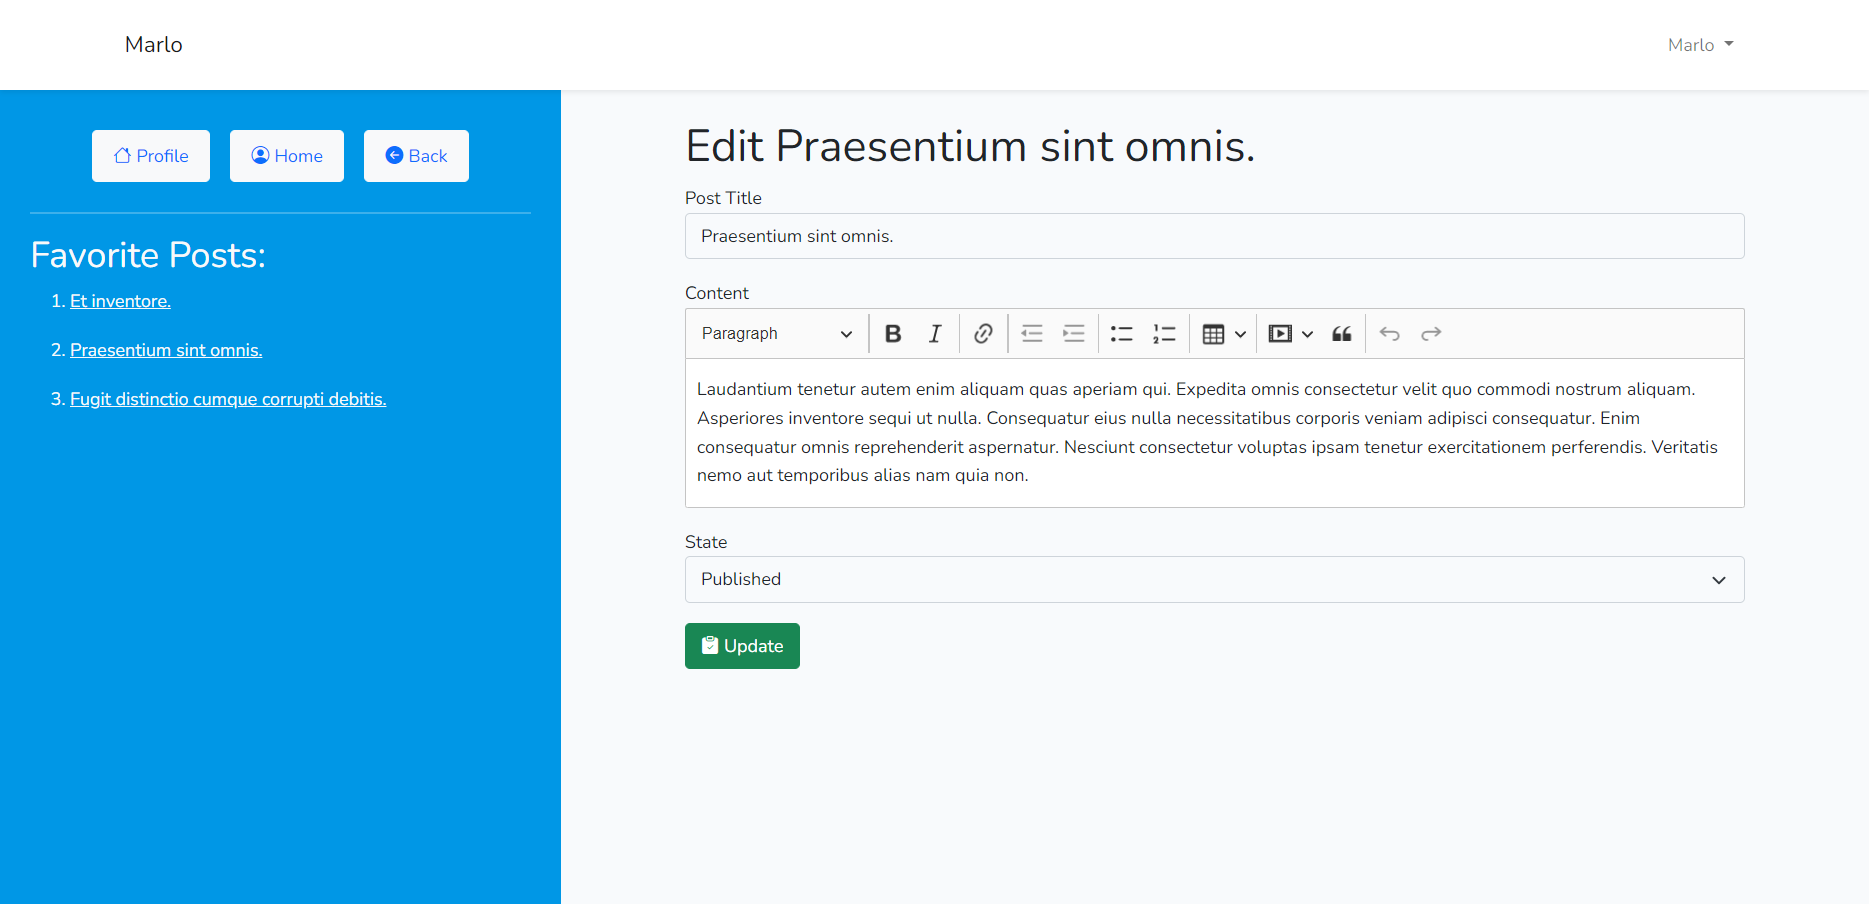 Marlo
Marlo
Profile
Home
Back
Favorite Posts:
1. Et inventore.
2. Praesentium sint omnis.
3. Fugit distinctio cumque corrupti debitis.
Edit Praesentium sint omnis.
Post Title
Praesentium sint omnis.
Content
Paragraph
Laudantium tenetur autem enim aliquam quas aperiam qui. Expedita omnis consectetur velit quo commodi nostrum aliquam.
Asperiores inventore sequi ut nulla. Consequatur eius nulla necessitatibus corporis veniam adipisci consequatur. Enim
consequatur omnis reprehenderit aspernatur. Nesciunt consectetur voluptas ipsam tenetur exercitationem perferendis. Veritatis
nemo aut temporibus alias nam quia non.
State
Published
Update